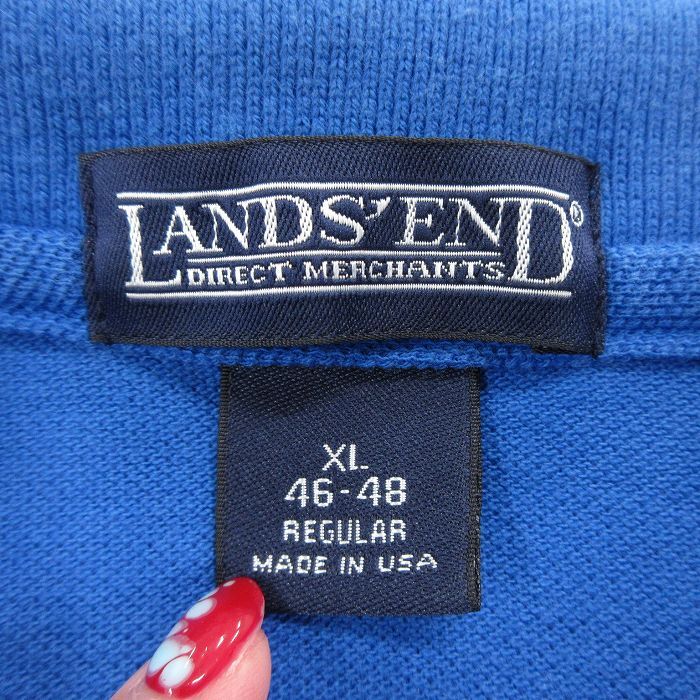 LANDS' END®
DIRECT MERCHANTS
XL
46-48
REGULAR
MADE IN USA